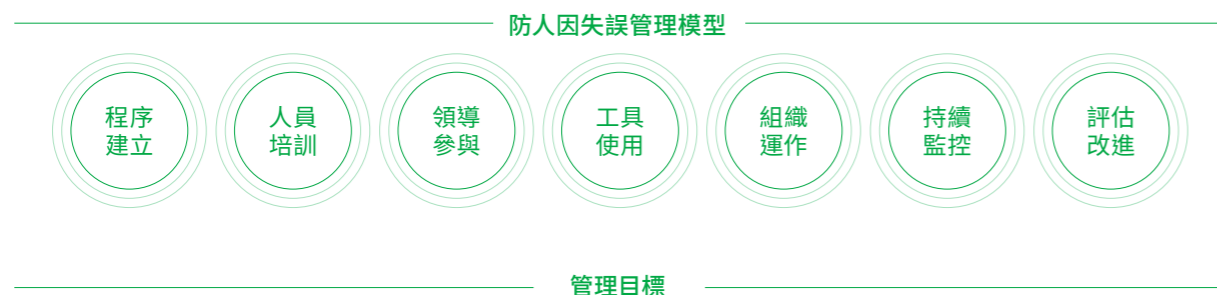 防人因失誤管理模型
程序
建立
人員
培訓
領導
參與
工具
使用
組織
運作
持續
監控
評估
改進
管理目標